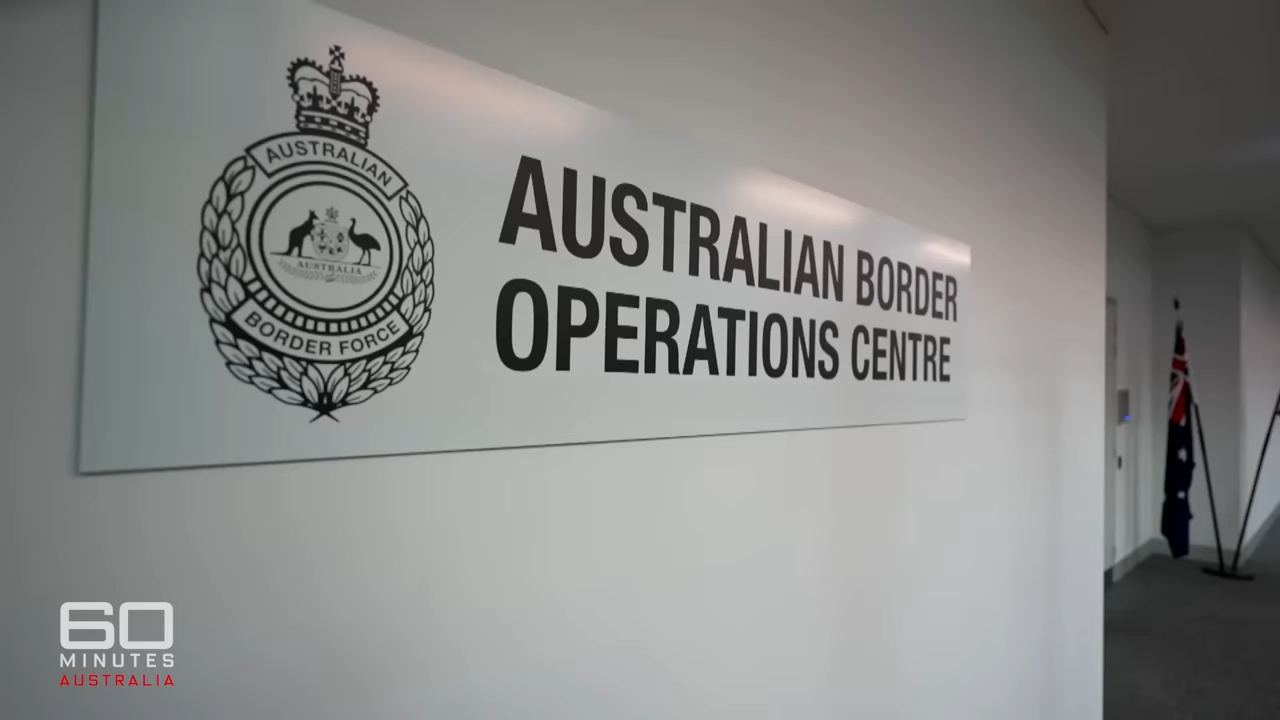 AUSTRALIAN
AUSTRALIA
BORDER FORCE
AUSTRALIAN BORDER
OPERATIONS CENTRE
60
MINUTES
AUSTRALIA